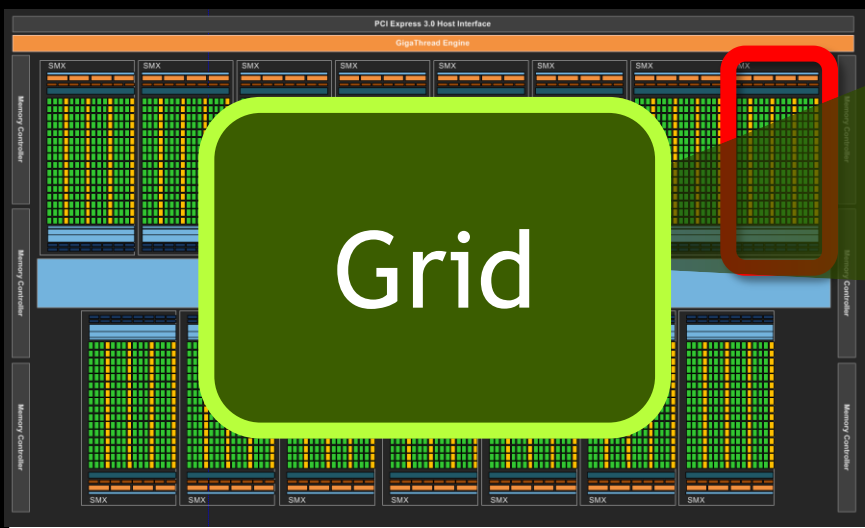 PCI Express 3.0 Host Interface
GigaThread Engine
SMX
SMX
SMX
SMX
SMX
SMX
SMX
SMX
Memory Controller
Memory Controller
Memory Controller
Memory Controller
Memory Controller
Memory Controller
Grid
SMX
SMX
SMX
SMX
SMX
SMX
SMX